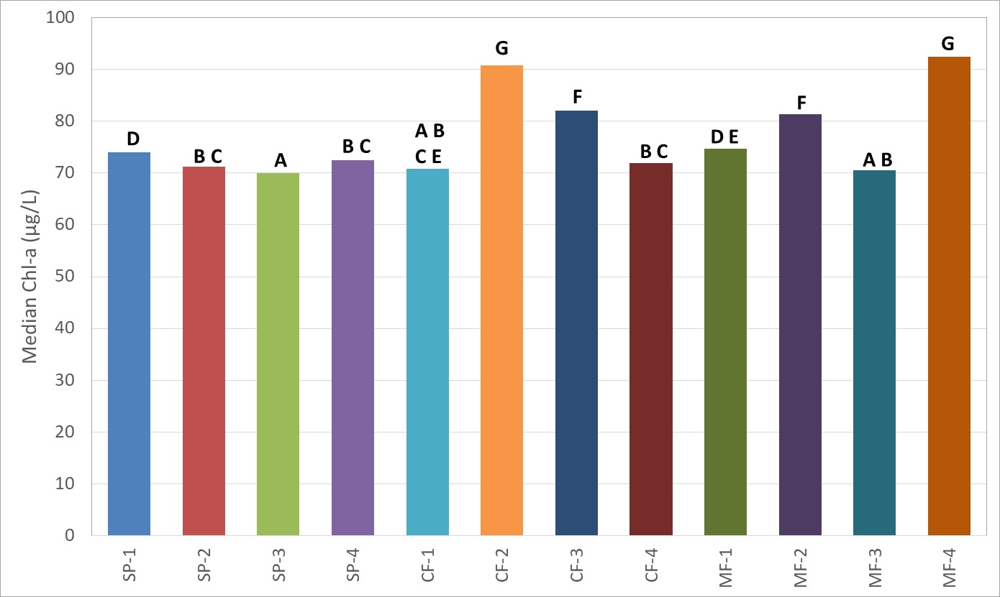 100
90
80
70
60
50
40
30
20
10
0
Median Chl-a (µg/L)
D
B C
A
B C
A B
C E
G
F
B C
D E
F
A B
G
SP-1
SP-2
SP-3
SP-4
CF-1
CF-2
CF-3
CF-4
MF-1
MF-2
MF-3
MF-4